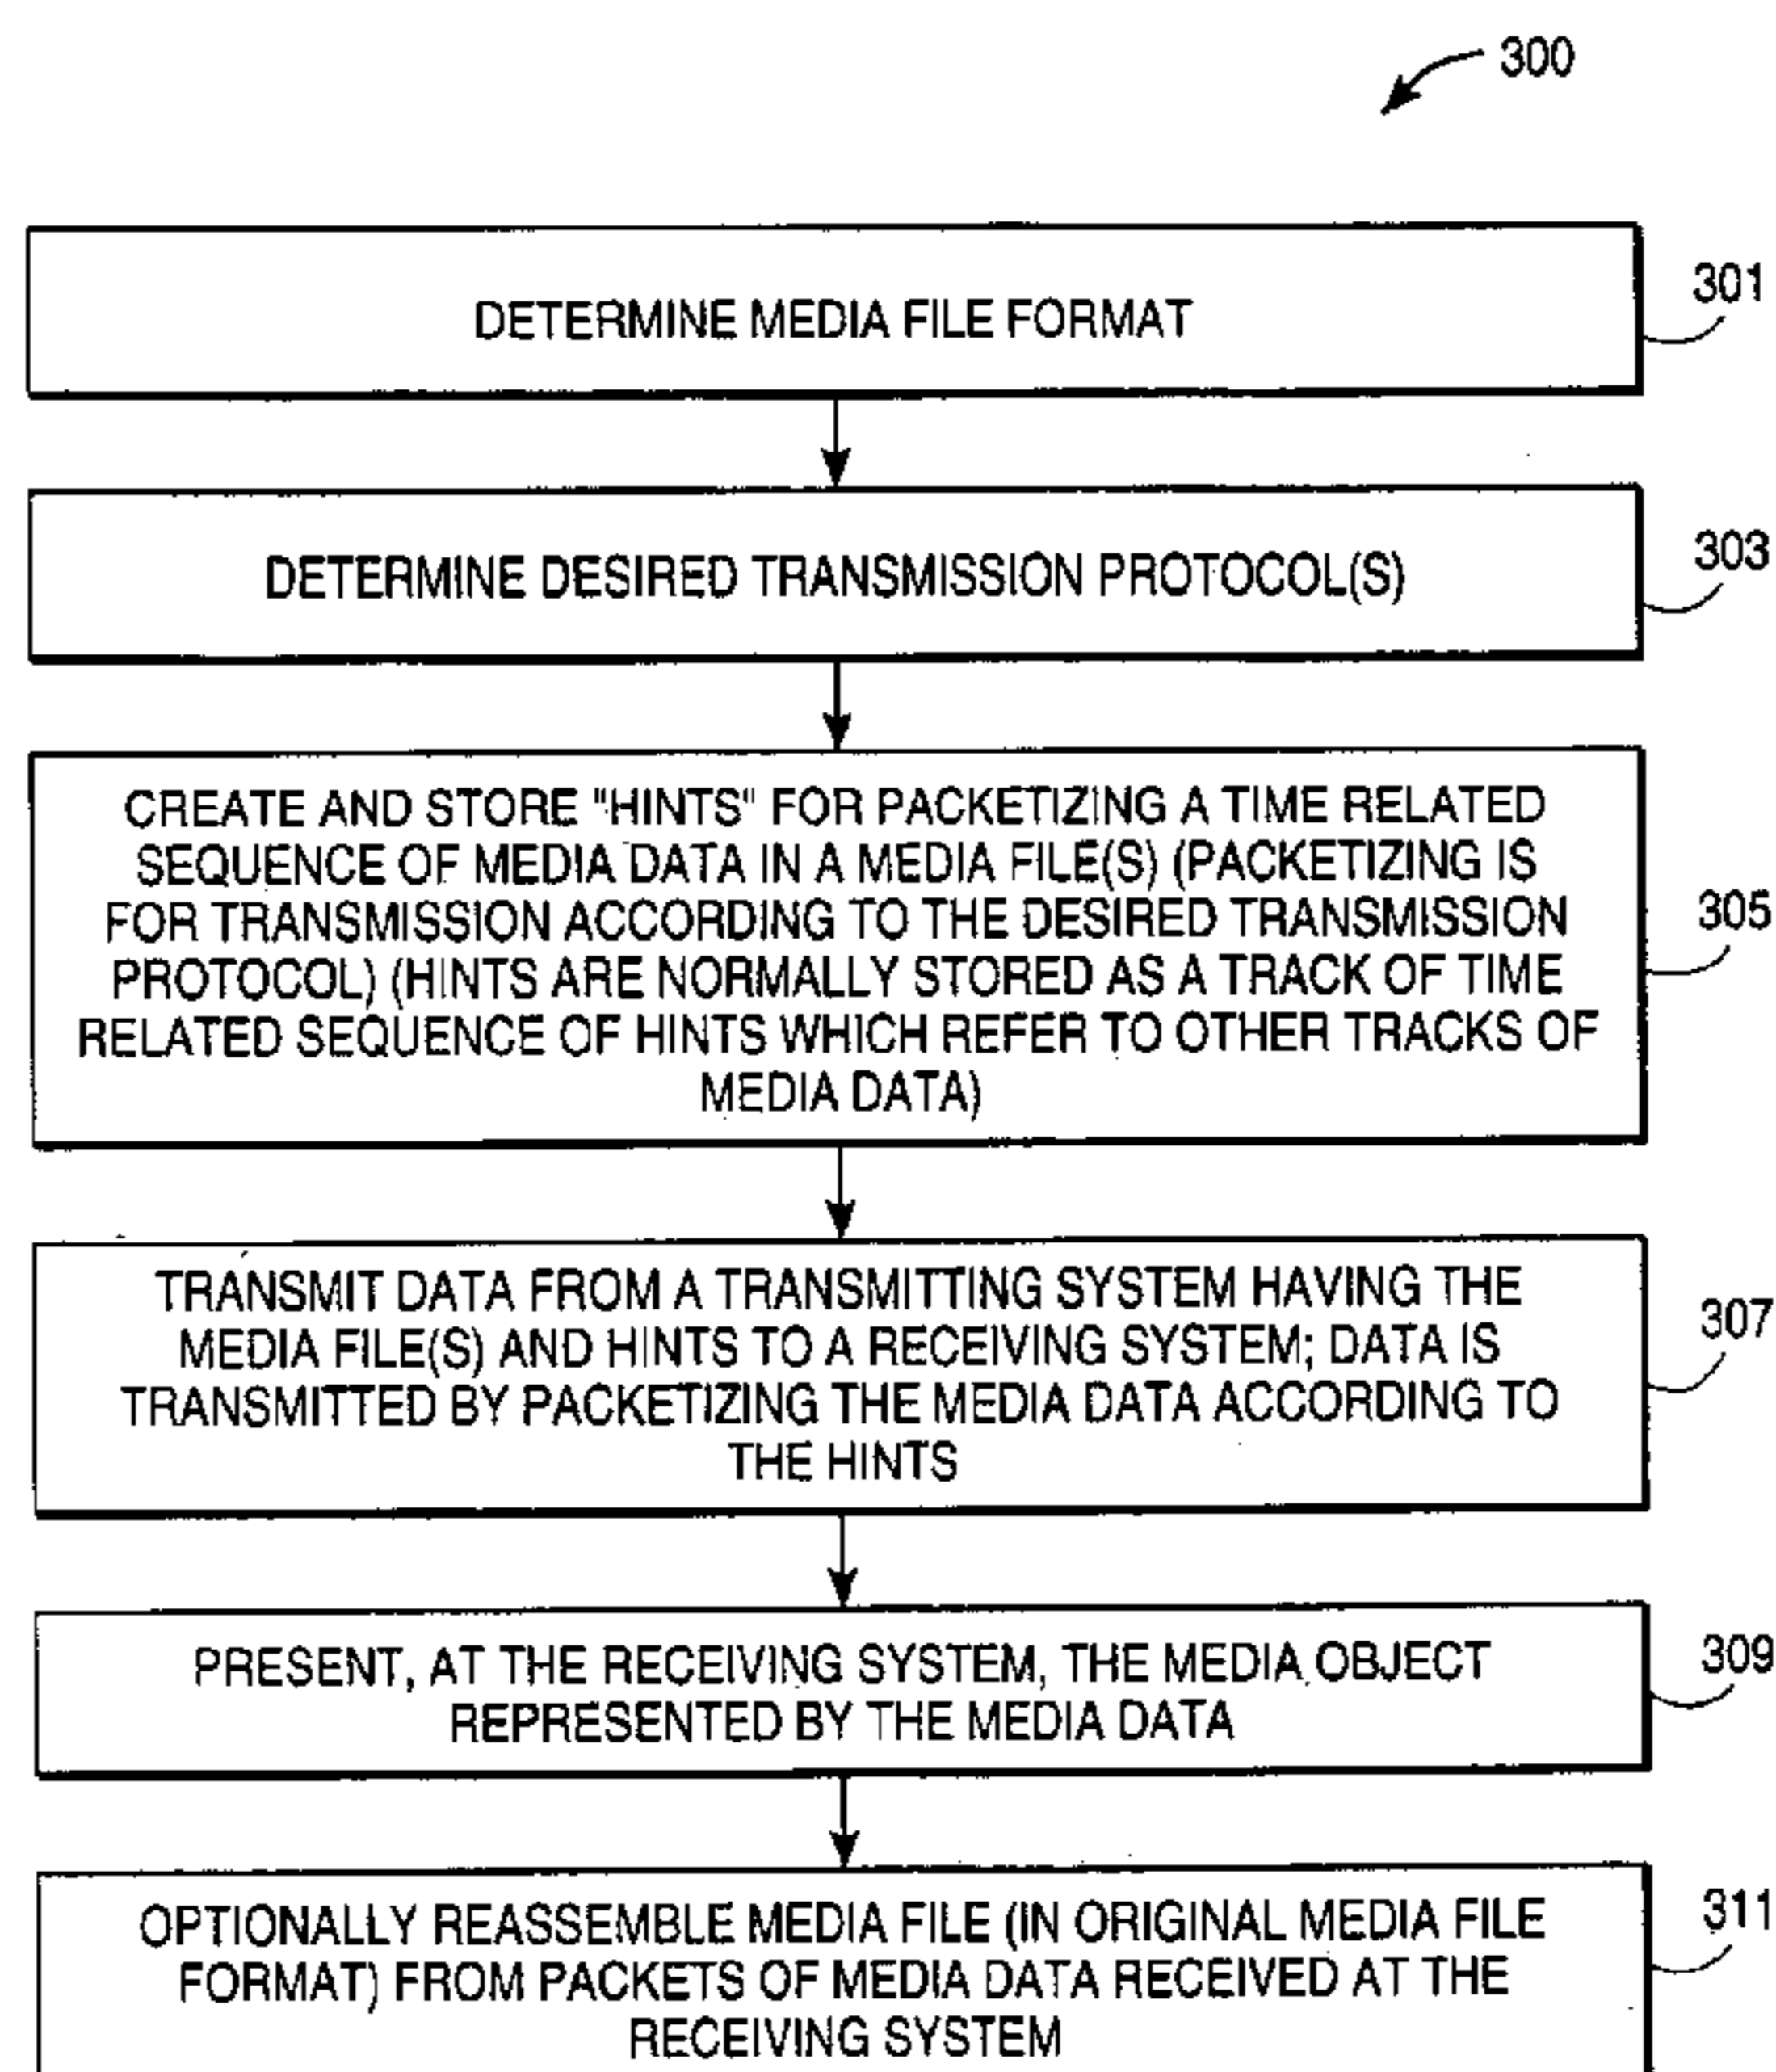 300
DETERMINE MEDIA FILE FORMAT
301
DETERMINE DESIRED TRANSMISSION PROTOCOL(S)
303
CREATE AND STORE "HINTS" FOR PACKETIZING A TIME RELATED
SEQUENCE OF MEDIA DATA IN A MEDIA FILE(S) (PACKETIZING IS
FOR TRANSMISSION ACCORDING TO THE DESIRED TRANSMISSION
PROTOCOL) (HINTS ARE NORMALLY STORED AS A TRACK OF TIME
RELATED SEQUENCE OF HINTS WHICH REFER TO OTHER TRACKS OF
MEDIA DATA)
305
TRANSMIT DATA FROM A TRANSMITTING SYSTEM HAVING THE
MEDIA FILE(S) AND HINTS TO A RECEIVING SYSTEM; DATA IS
TRANSMITTED BY PACKETIZING THE MEDIA DATA ACCORDING TO
THE HINTS
307
PRESENT, AT THE RECEIVING SYSTEM, THE MEDIA OBJECT
REPRESENTED BY THE MEDIA DATA
309
OPTIONALLY REASSEMBLE MEDIA FILE (IN ORIGINAL MEDIA FILE
FORMAT) FROM PACKETS OF MEDIA DATA RECEIVED AT THE
RECEIVING SYSTEM
311